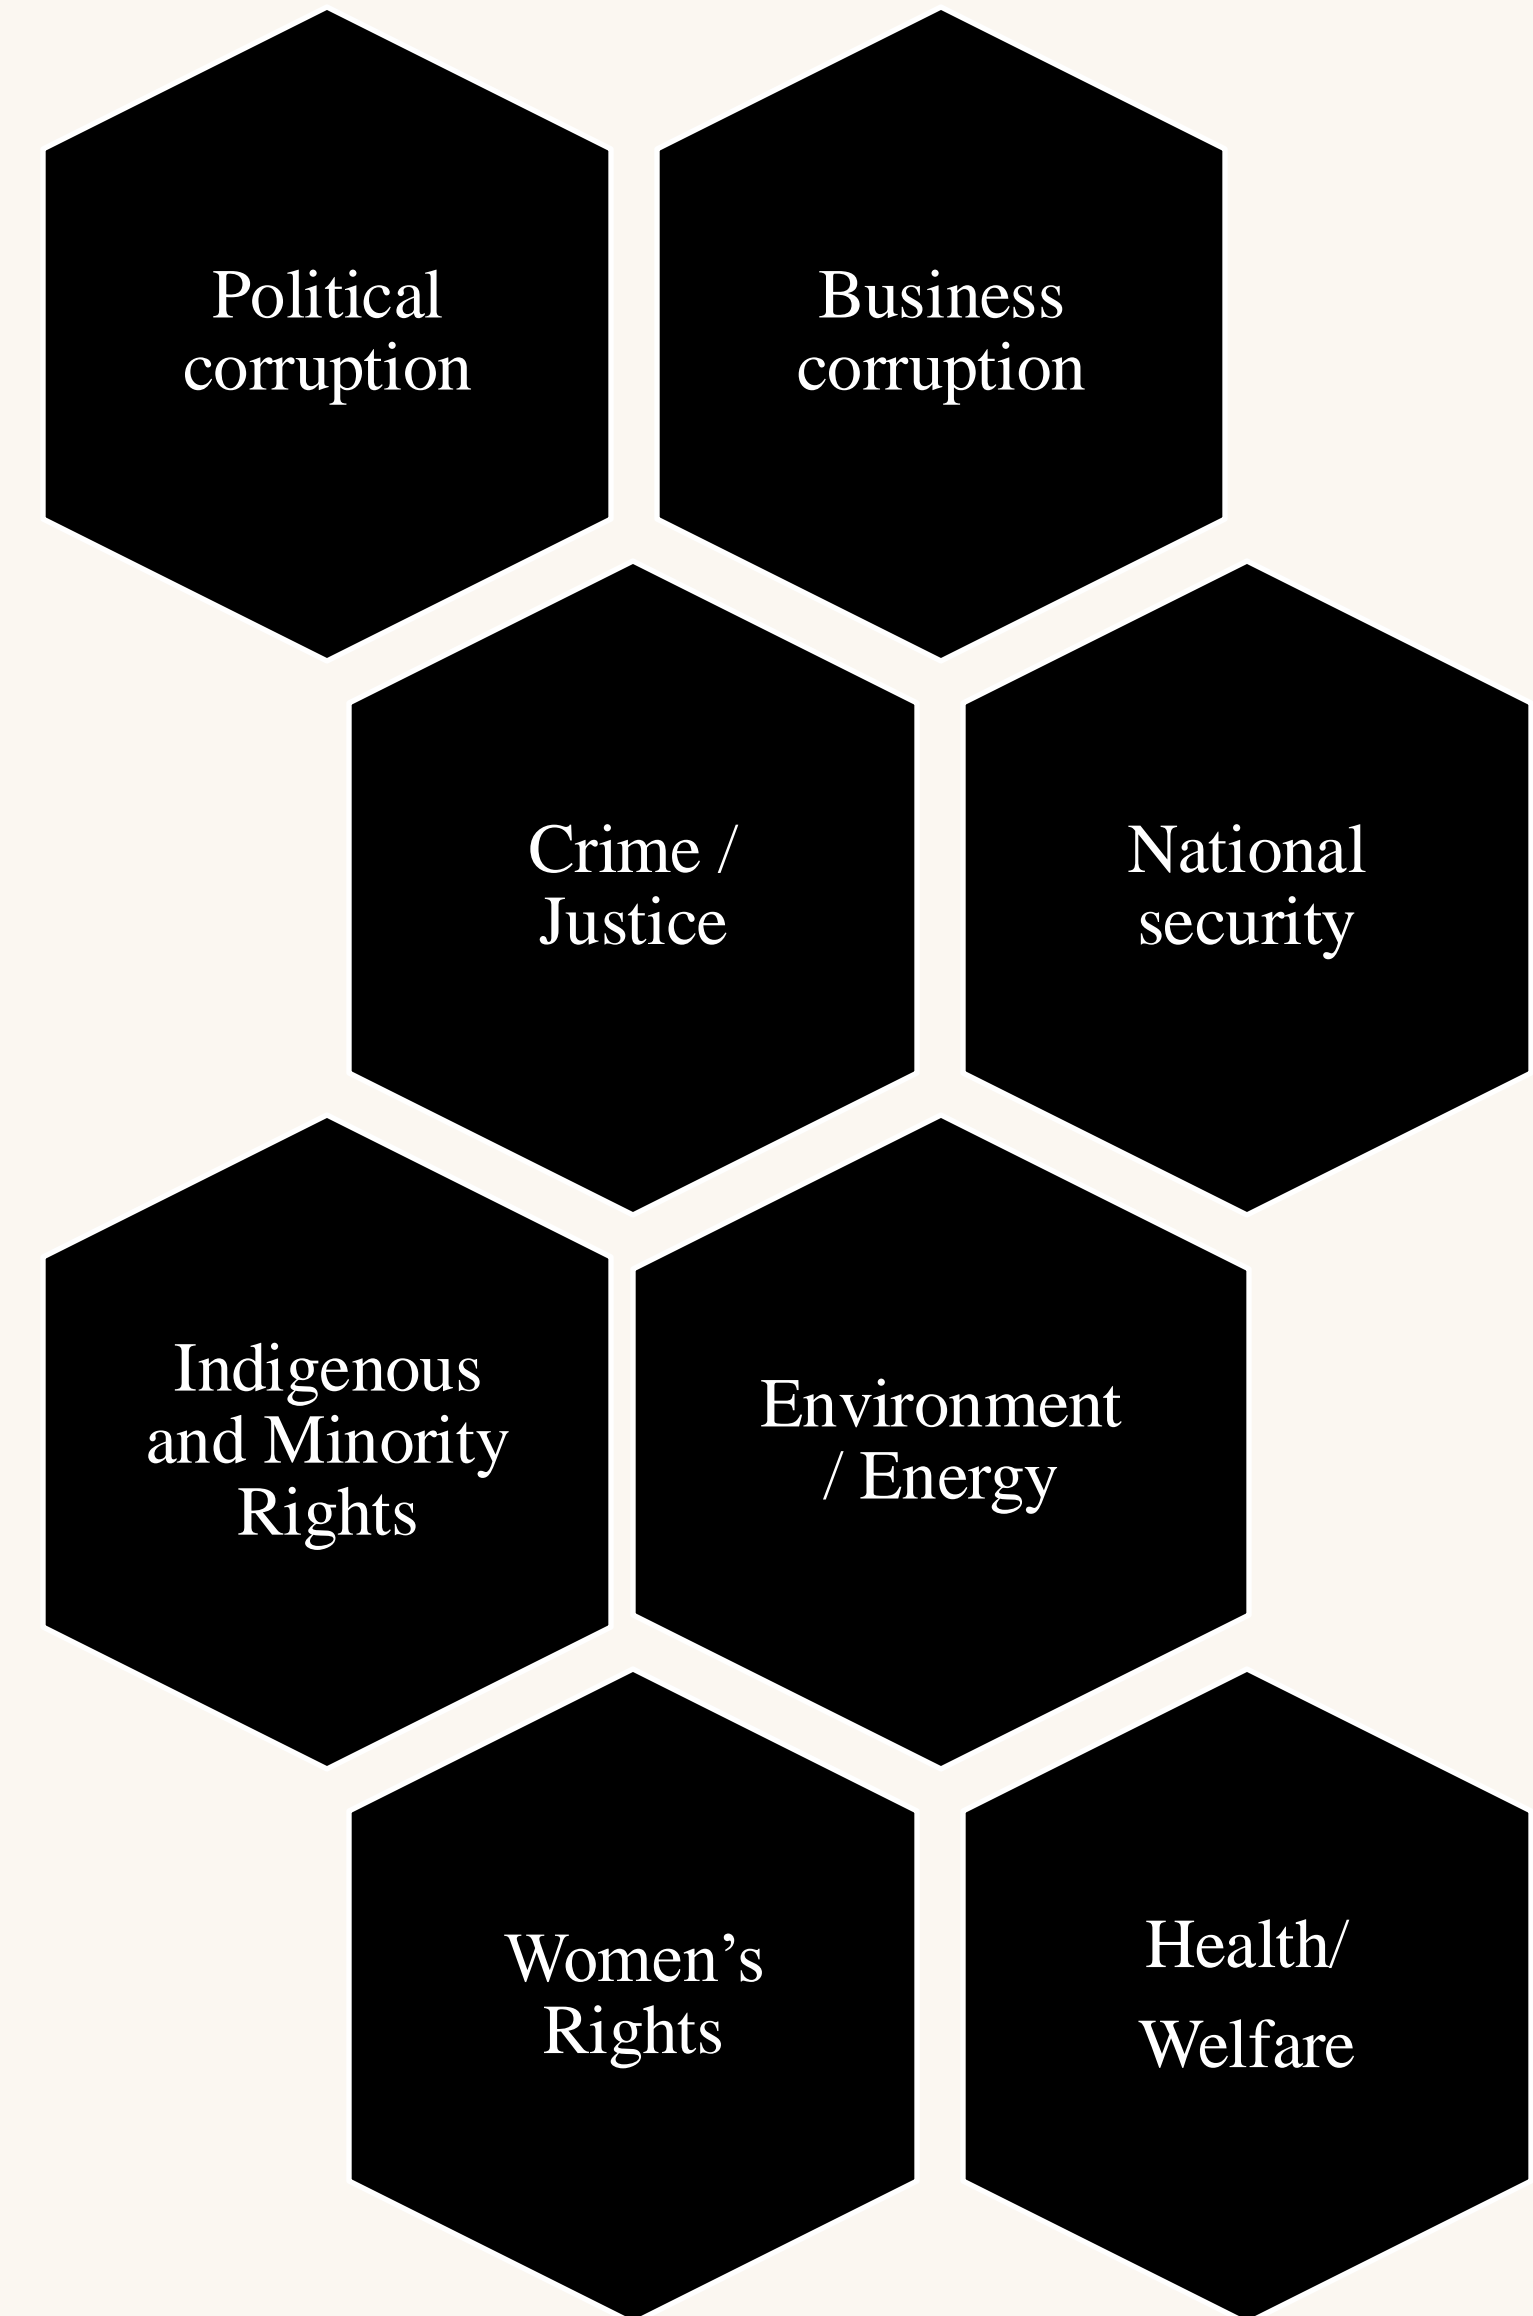 Political
corruption
Business
corruption
Crime /
Justice
National
security
Indigenous
and Minority
Rights
Environment
/ Energy
Women’s
Rights
Health/
Welfare